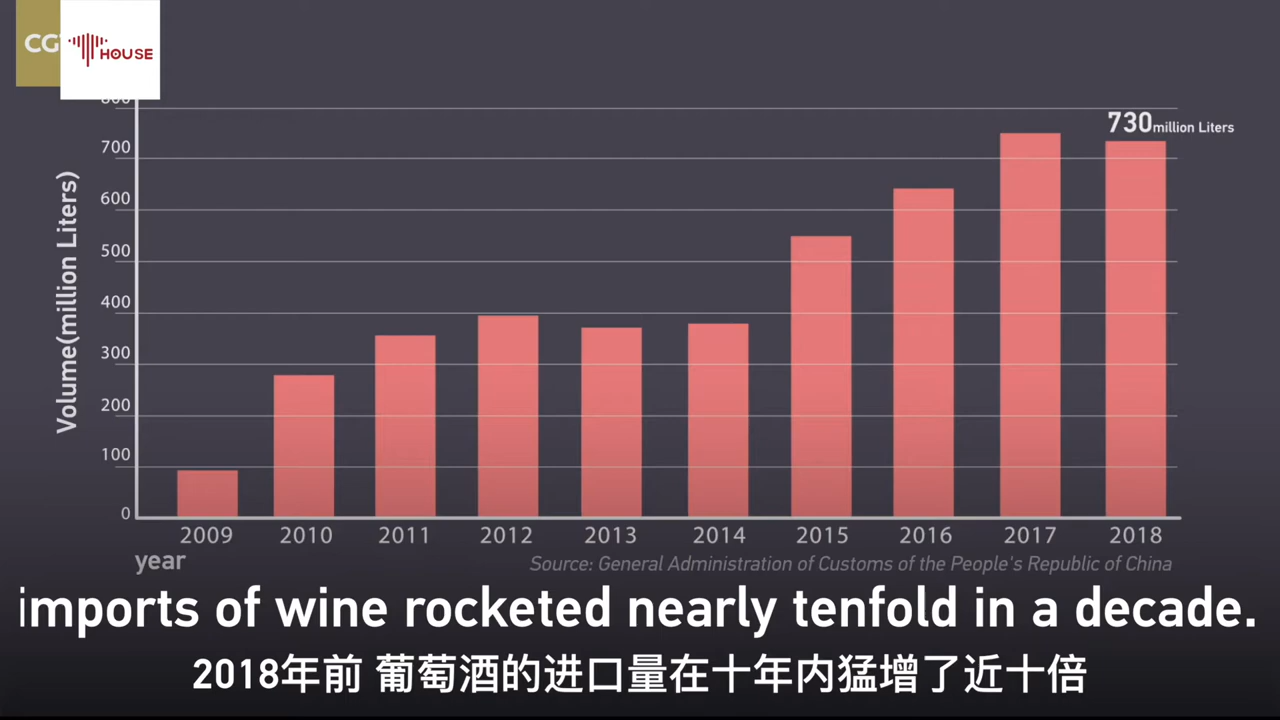 CG
HOUSE
730 million Liters
800
700
600
500
400
300
200
100
0
Volume(million Liters)
2009 2010 2011 2012 2013 2014 2015 2016 2017 2018
year
Source: General Administration of Customs of the People's Republic of China
imports of wine rocketed nearly tenfold in a decade.
2018年前 葡萄酒的进口量在十年内猛增了近十倍